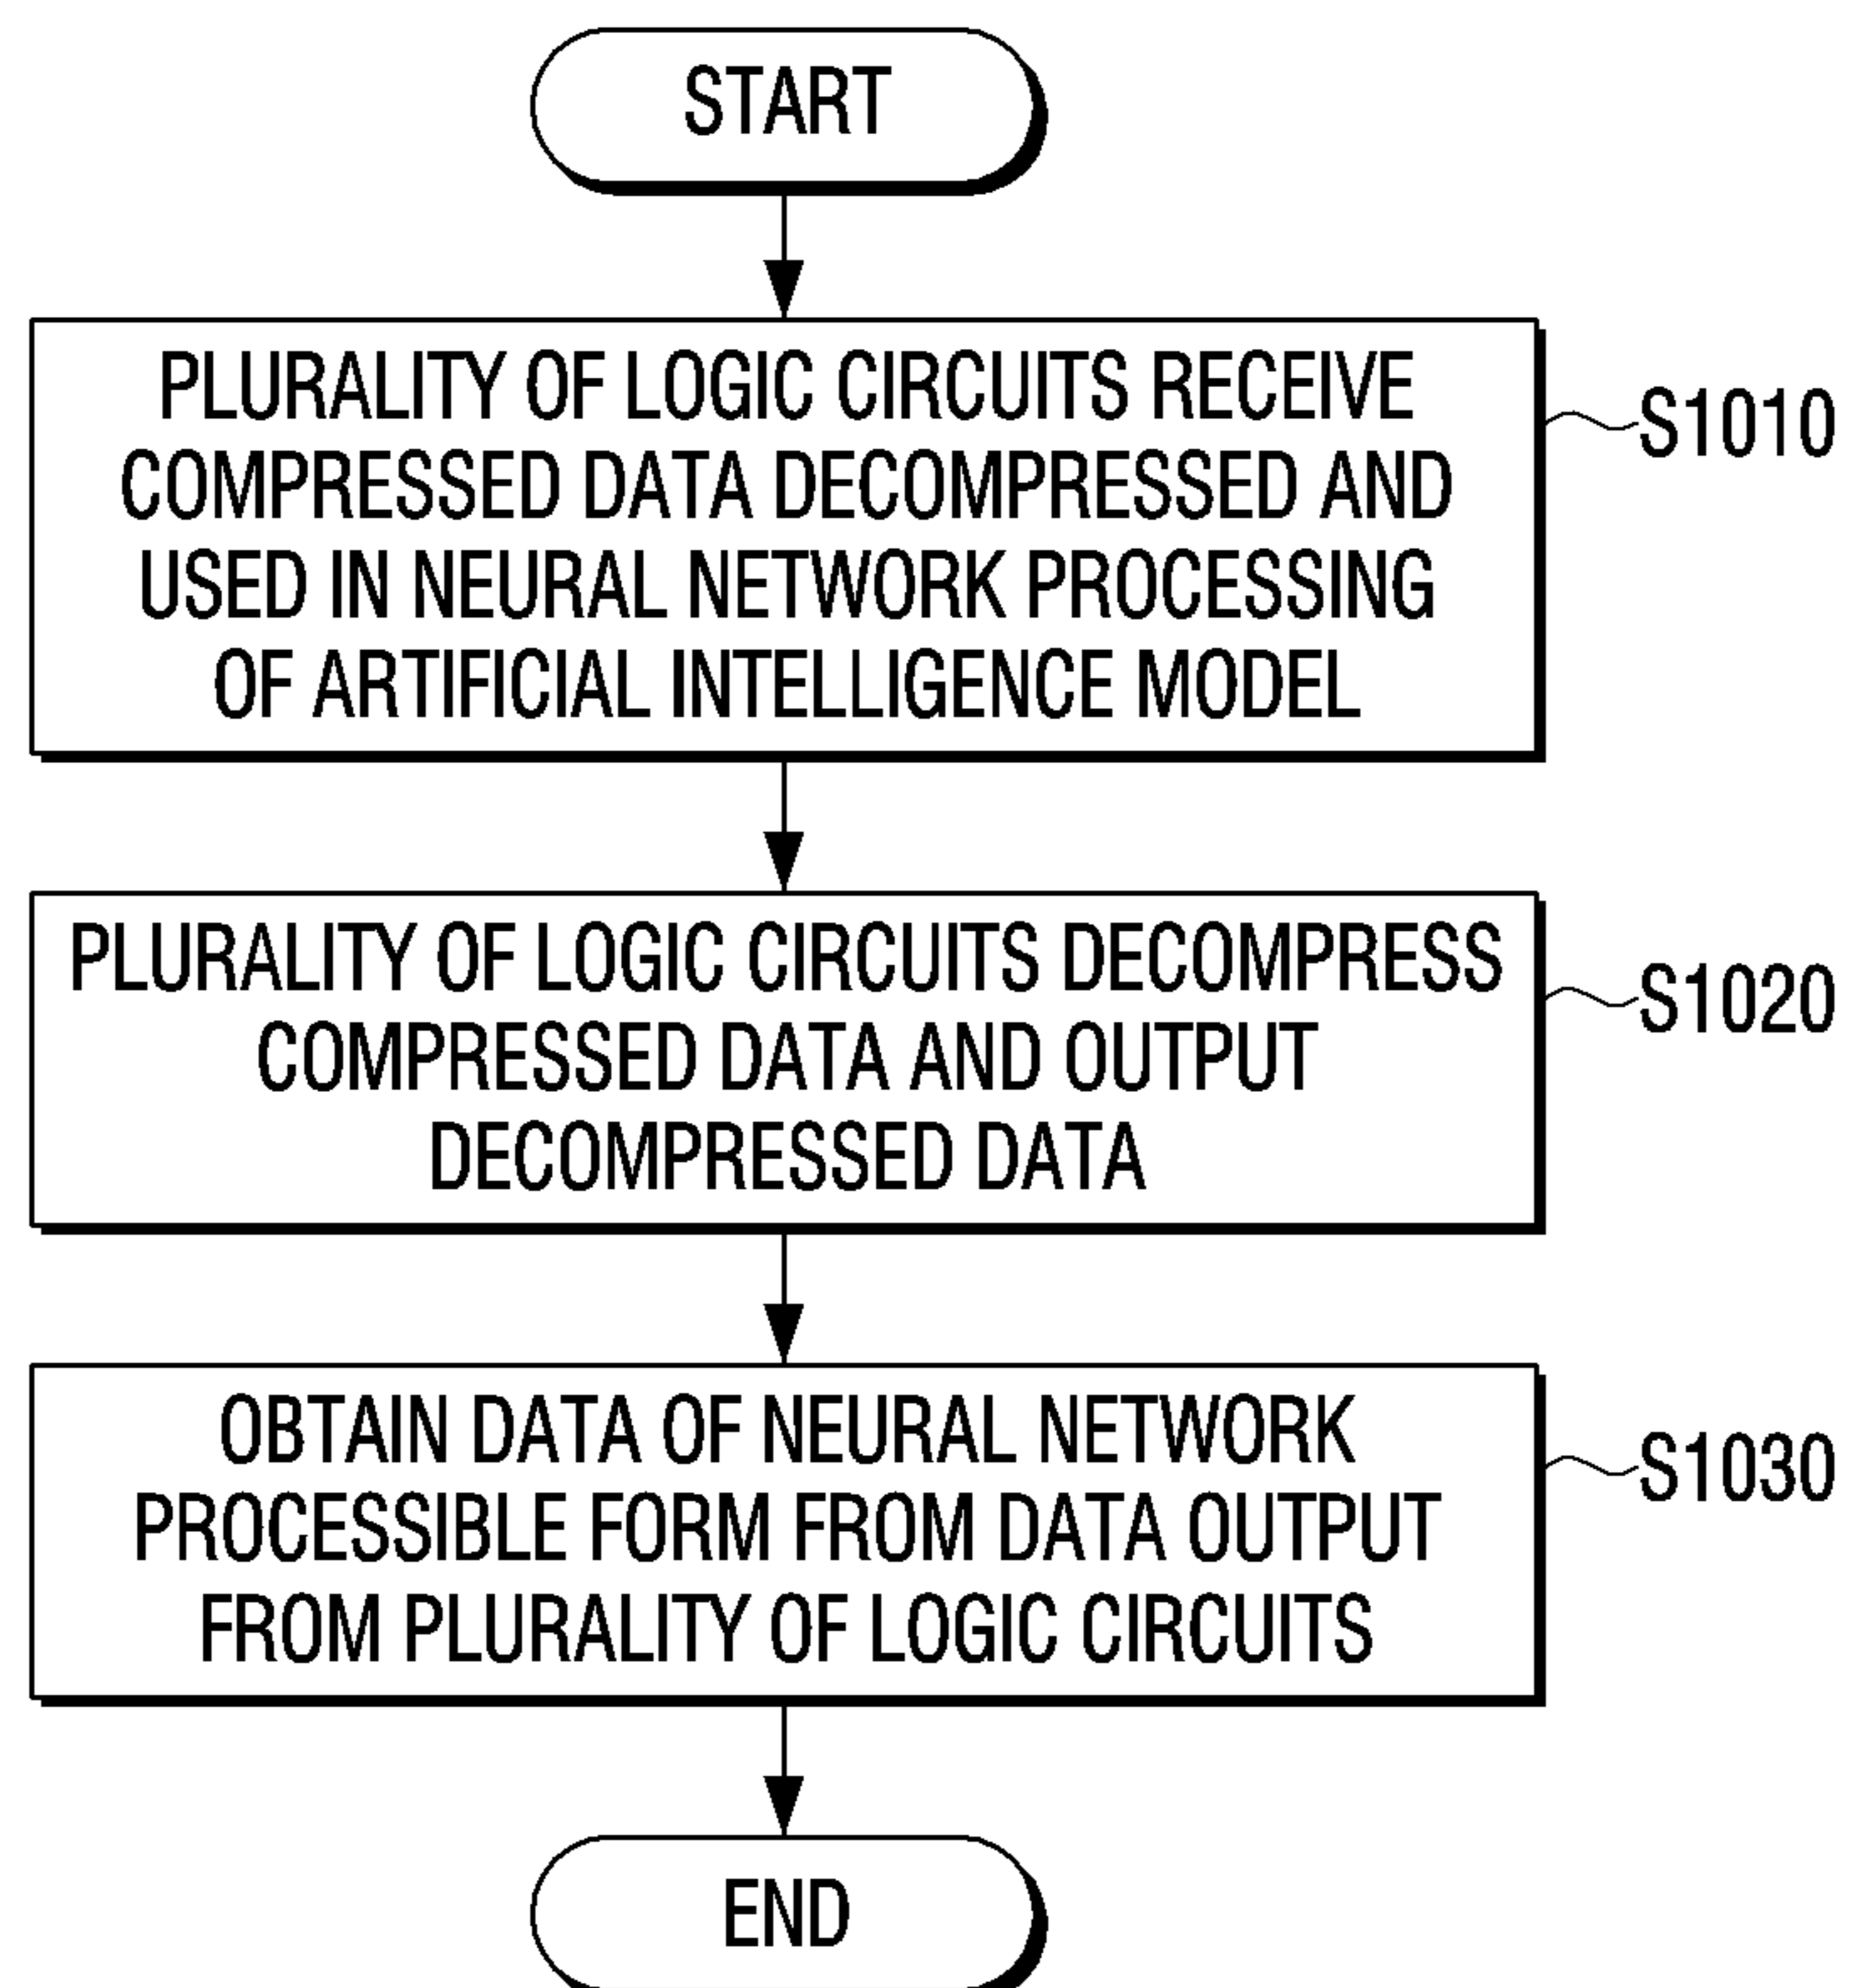 START
PLURALITY OF LOGIC CIRCUITS RECEIVE
COMPRESSED DATA DECOMPRESSED AND
USED IN NEURAL NETWORK PROCESSING
OF ARTIFICIAL INTELLIGENCE MODEL
S1010
PLURALITY OF LOGIC CIRCUITS DECOMPRESS
COMPRESSED DATA AND OUTPUT
DECOMPRESSED DATA
S1020
OBTAIN DATA OF NEURAL NETWORK
PROCESSIBLE FORM FROM DATA OUTPUT
FROM PLURALITY OF LOGIC CIRCUITS
S1030
END